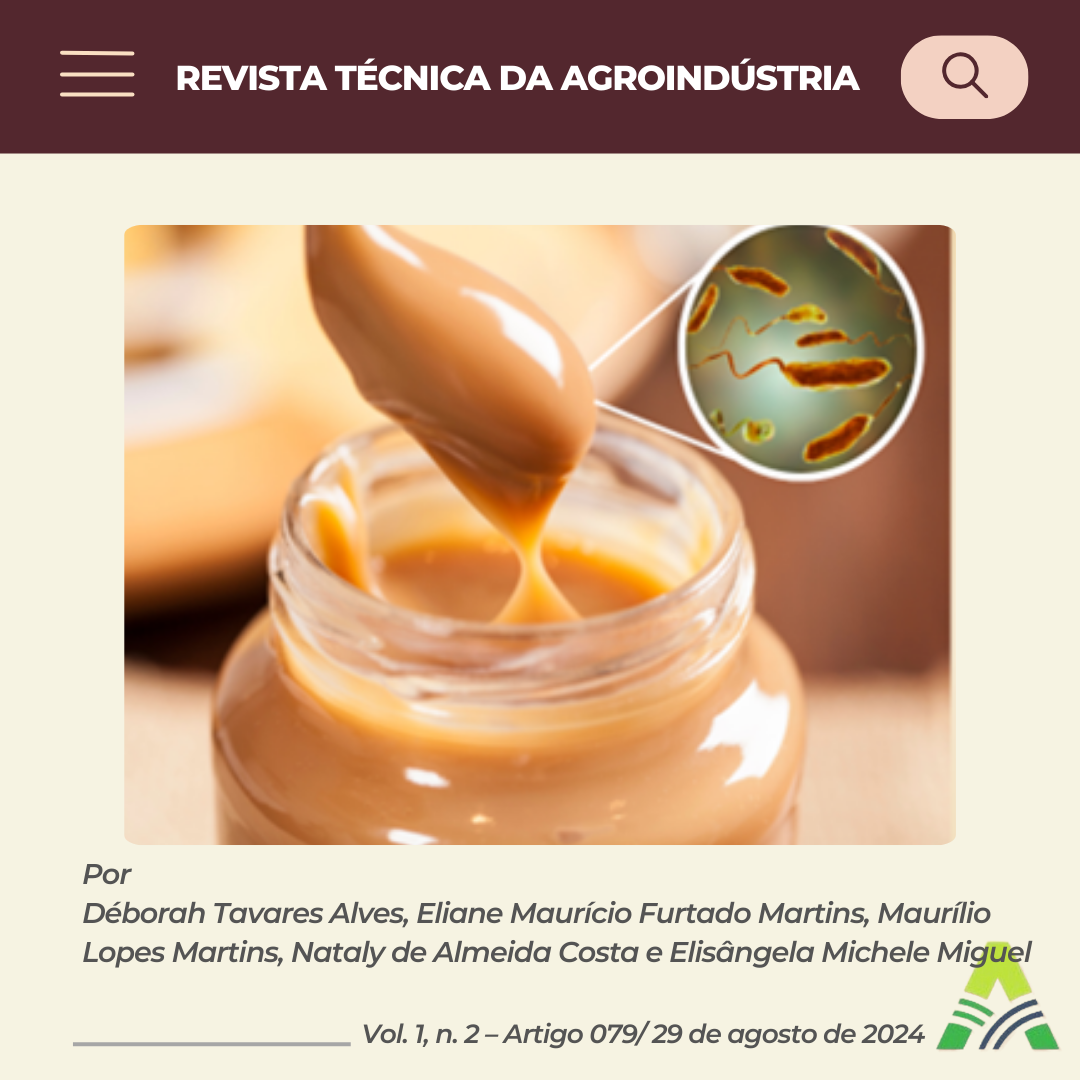 REVISTA TÉCNICA DA AGROINDÚSTRIA
Por
Déborah Tavares Alves, Eliane Maurício Furtado Martins, Maurílio
Lopes Martins, Nataly de Almeida Costa e Elisângela Michele Miguel
Vol. 1, n. 2 – Artigo 079/ 29 de agosto de 2024